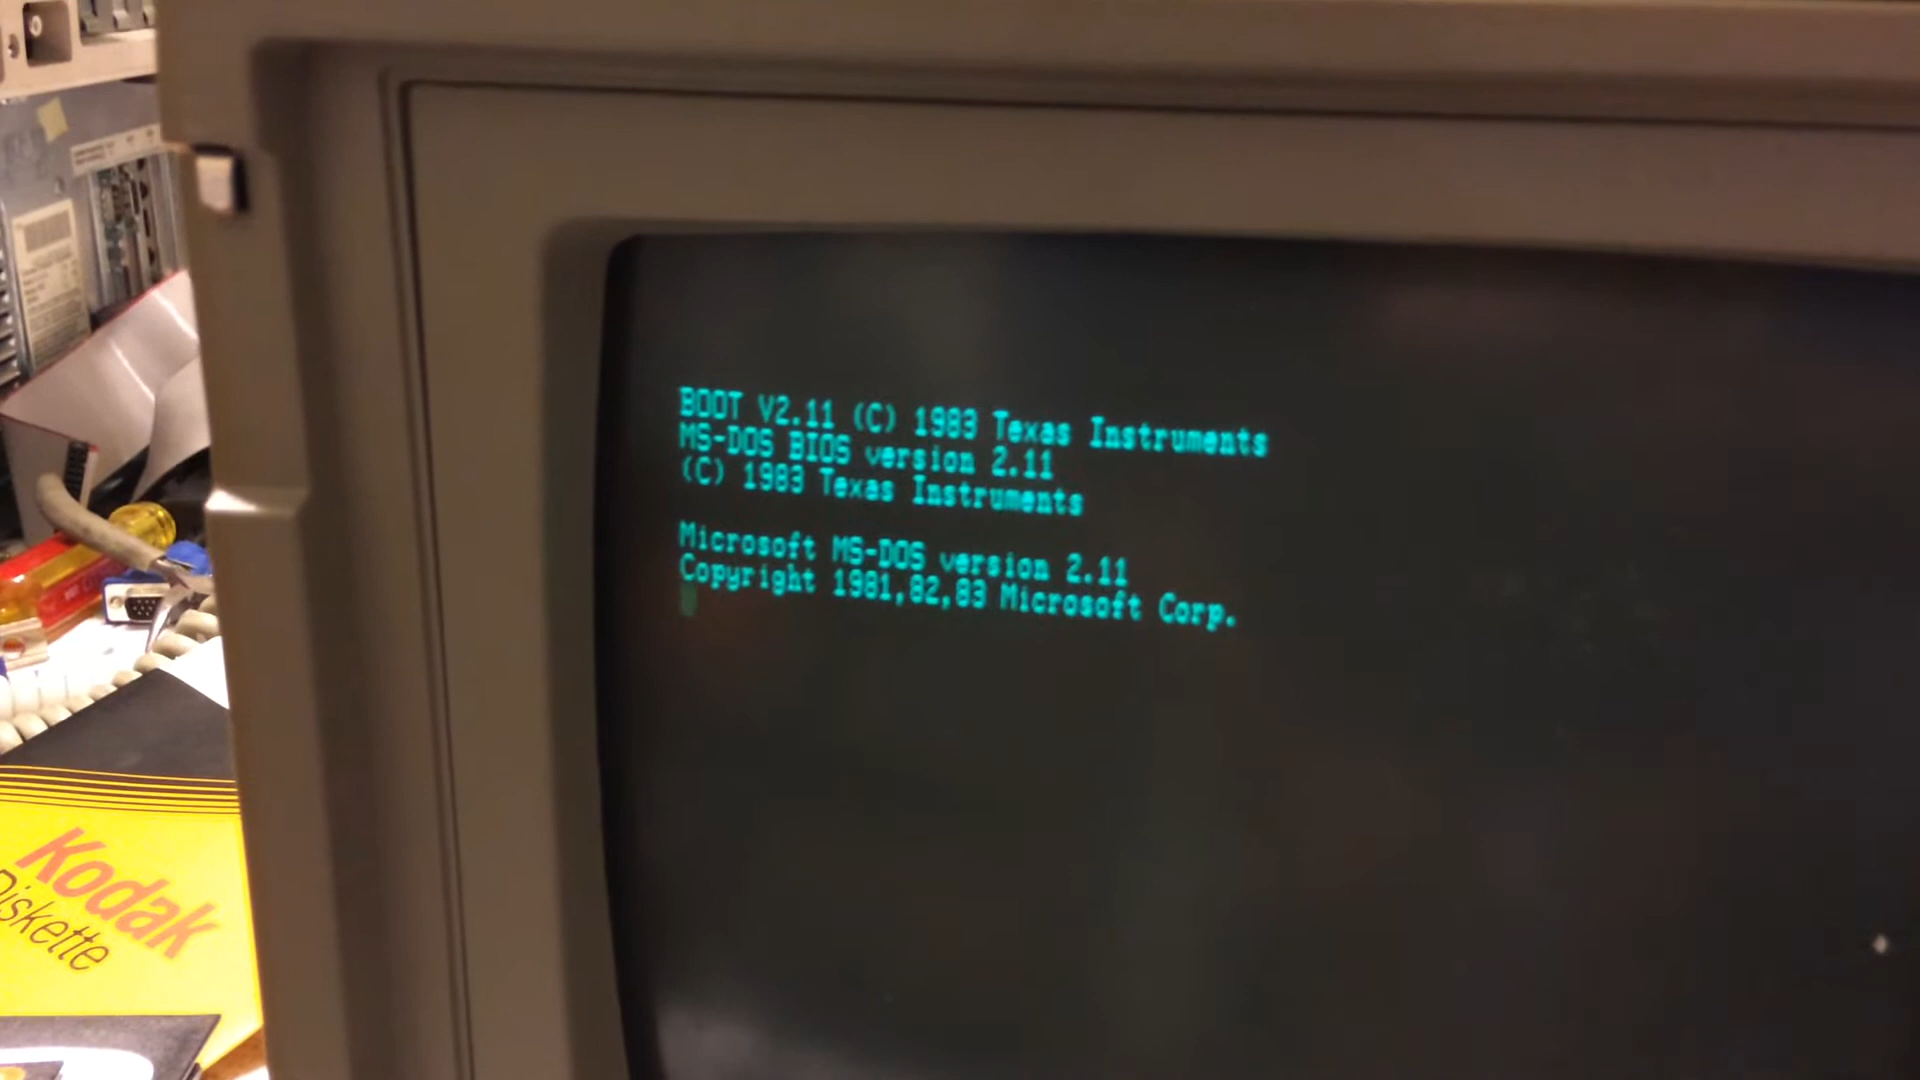 BOOT V2.11 (C) 1983 Texas Instruments
MS-DOS BIOS version 2.11
(C) 1983 Texas Instruments
Microsoft MS-DOS version 2.11
Copyright 1981,82,83 Microsoft Corp.
Kodak
Diskette